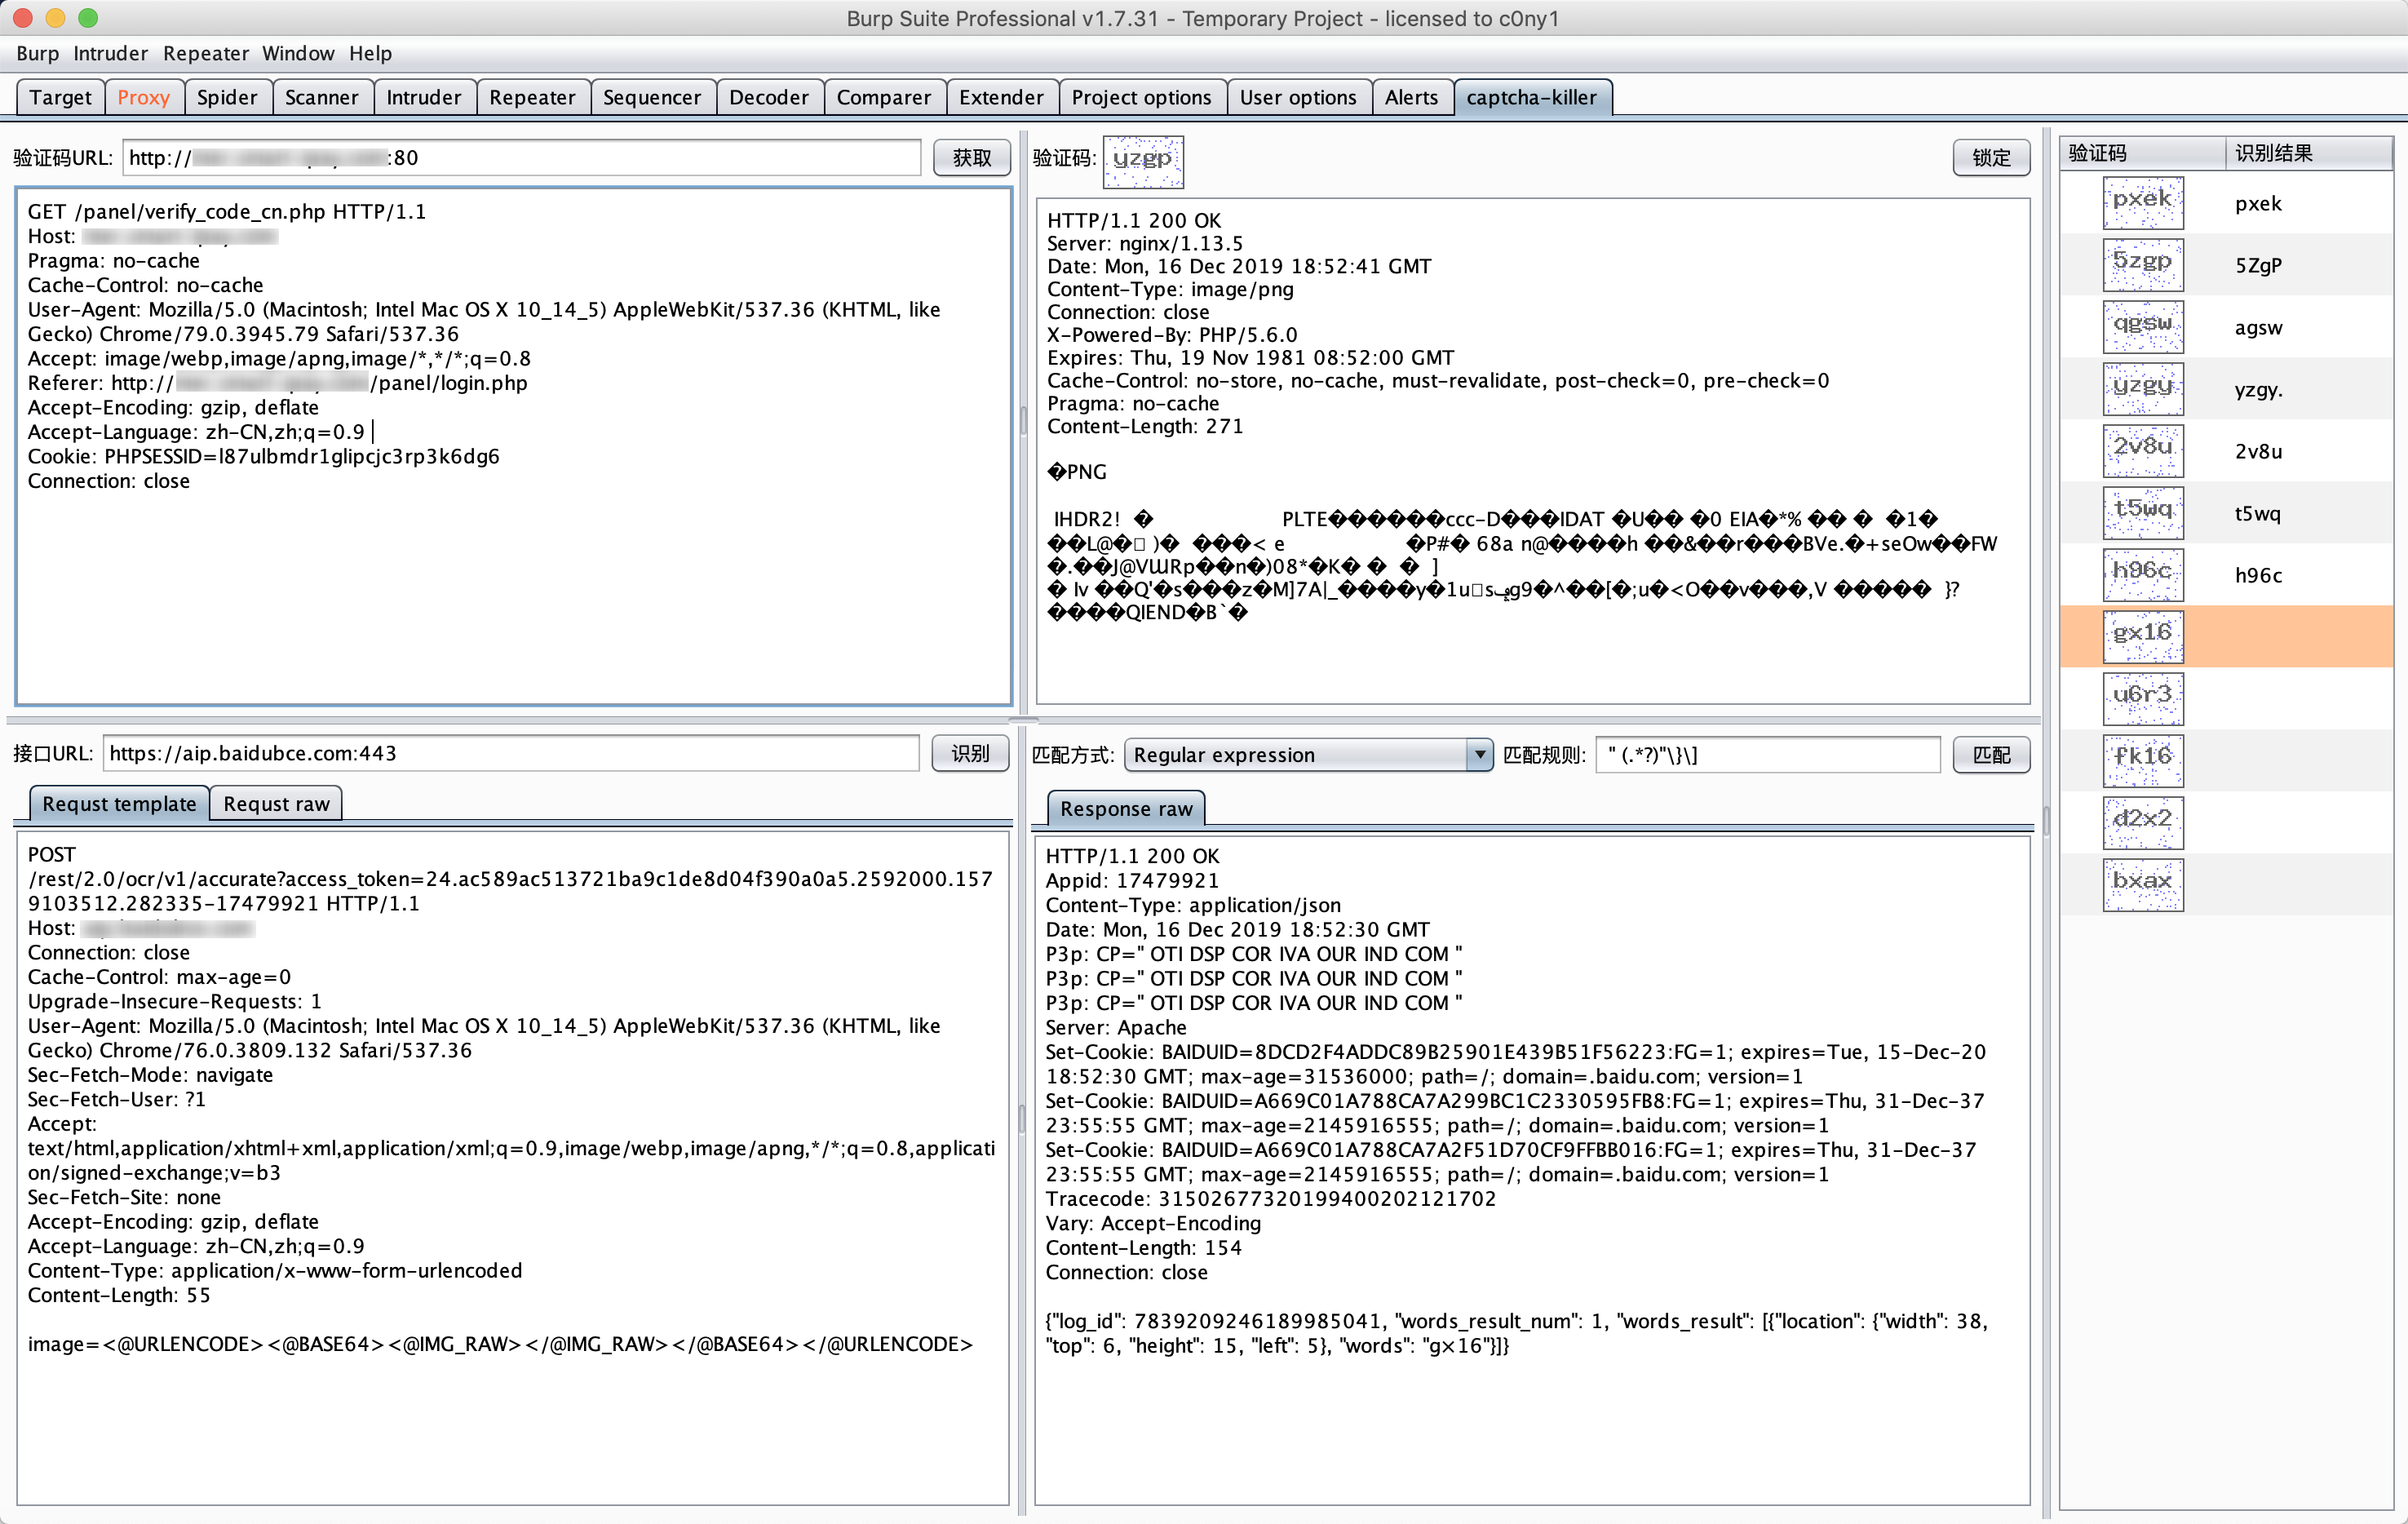 Burp Suite Professional v1.7.31 - Temporary Project - licensed to c0ny1
Burp Intruder Repeater Window Help
Target Proxy Spider Scanner Intruder Repeater Sequencer Decoder Comparer Extender Project options User options Alerts captcha-killer
验证码URL: http:// :80 获取
GET /panel/verify_code_cn.php HTTP/1.1
Host:
Pragma: no-cache
Cache-Control: no-cache
User-Agent: Mozilla/5.0 (Macintosh; Intel Mac OS X 10_14_5) AppleWebKit/537.36 (KHTML, like
Gecko) Chrome/79.0.3945.79 Safari/537.36
Accept: image/webp,image/apng,image/*,*/*;q=0.8
Referer: http:// /panel/login.php
Accept-Encoding: gzip, deflate
Accept-Language: zh-CN,zh;q=0.9
Cookie: PHPSESSID=l87ulbmdr1glipcjc3rp3k6dg6
Connection: close
验证码: yzgp 锁定
HTTP/1.1 200 OK
Server: nginx/1.13.5
Date: Mon, 16 Dec 2019 18:52:41 GMT
Content-Type: image/png
Connection: close
X-Powered-By: PHP/5.6.0
Expires: Thu, 19 Nov 1981 08:52:00 GMT
Cache-Control: no-store, no-cache, must-revalidate, post-check=0, pre-check=0
Pragma: no-cache
Content-Length: 271
�PNG
IHDR2! � PLTE������ccc-D���IDAT �U�� �0 EIA�*% �� � �1�
接口URL: https://aip.baidubce.com:443 识别
Requst template Requst raw
POST
/rest/2.0/ocr/v1/accurate?access_token=24.ac589ac513721ba9c1de8d04f390a0a5.2592000.157
9103512.282335-17479921 HTTP/1.1
Host:
Connection: close
Cache-Control: max-age=0
Upgrade-Insecure-Requests: 1
User-Agent: Mozilla/5.0 (Macintosh; Intel Mac OS X 10_14_5) AppleWebKit/537.36 (KHTML, like
Gecko) Chrome/76.0.3809.132 Safari/537.36
Sec-Fetch-Mode: navigate
Sec-Fetch-User: ?1
Accept:
text/html,application/xhtml+xml,application/xml;q=0.9,image/webp,image/apng,*/*;q=0.8,applicati
on/signed-exchange;v=b3
Sec-Fetch-Site: none
Accept-Encoding: gzip, deflate
Accept-Language: zh-CN,zh;q=0.9
Content-Type: application/x-www-form-urlencoded
Content-Length: 55
image=<@URLENCODE><@BASE64><@IMG_RAW></@IMG_RAW></@BASE64></@URLENCODE>
匹配方式: Regular expression 匹配规则: " (.*?)"\}\] 匹配
Response raw
HTTP/1.1 200 OK
Appid: 17479921
Content-Type: application/json
Date: Mon, 16 Dec 2019 18:52:30 GMT
P3p: CP=" OTI DSP COR IVA OUR IND COM "
P3p: CP=" OTI DSP COR IVA OUR IND COM "
P3p: CP=" OTI DSP COR IVA OUR IND COM "
Server: Apache
Set-Cookie: BAIDUID=8DCD2F4ADDC89B25901E439B51F56223:FG=1; expires=Tue, 15-Dec-20
18:52:30 GMT; max-age=31536000; path=/; domain=.baidu.com; version=1
Set-Cookie: BAIDUID=A669C01A788CA7A299BC1C2330595FB8:FG=1; expires=Thu, 31-Dec-37
23:55:55 GMT; max-age=2145916555; path=/; domain=.baidu.com; version=1
Set-Cookie: BAIDUID=A669C01A788CA7A2F51D70CF9FFBB016:FG=1; expires=Thu, 31-Dec-37
23:55:55 GMT; max-age=2145916555; path=/; domain=.baidu.com; version=1
Tracecode: 31502677320199400202121702
Vary: Accept-Encoding
Content-Length: 154
Connection: close
{"log_id": 7839209246189985041, "words_result_num": 1, "words_result": [{"location": {"width": 38,
"top": 6, "height": 15, "left": 5}, "words": "g×16"}]}
验证码 识别结果
pxek pxek
5zgp 5ZgP
qgsw agsw
yzgy yzgy.
2v8u 2v8u
t5wq t5wq
h96c h96c
gx16
u6r3
fk16
d2x2
bxax